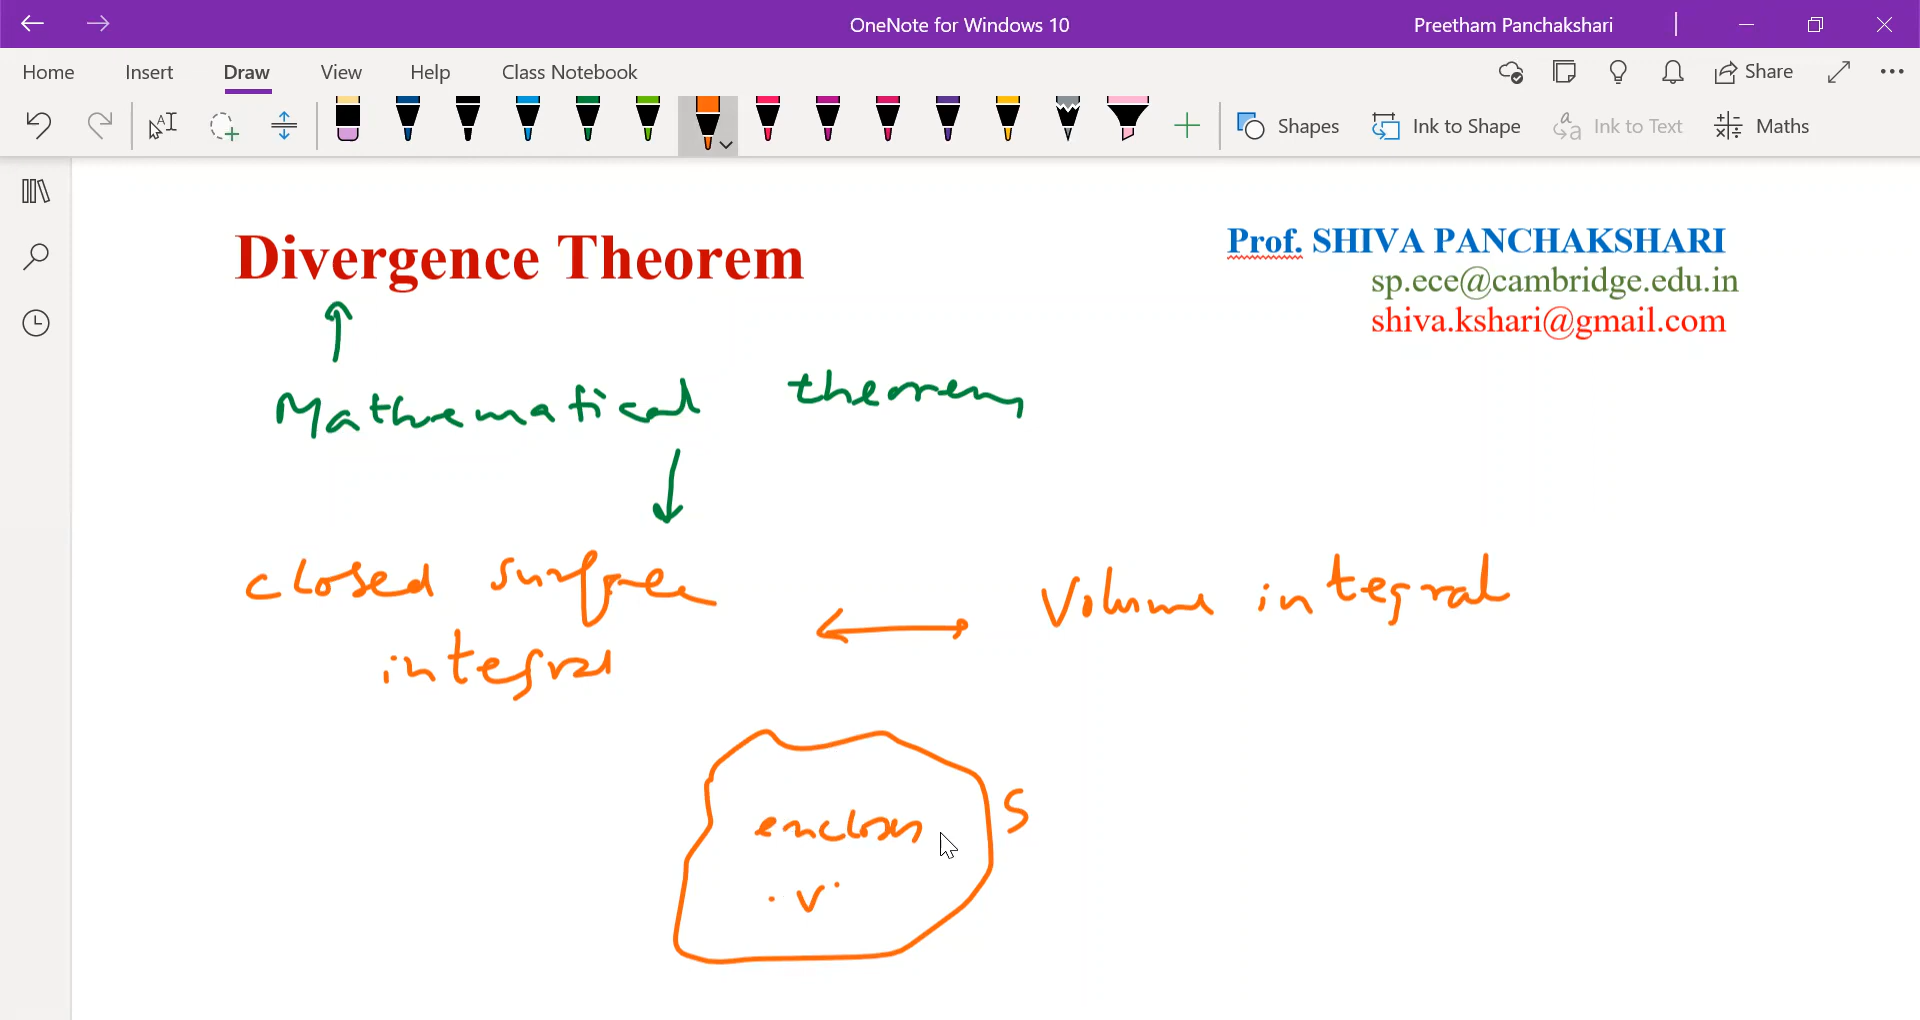 OneNote for Windows 10
Preetham Panchakshari
Home Insert Draw View Help Class Notebook
Share
Shapes Ink to Shape Ink to Text Maths
Divergence Theorem
Prof. SHIVA PANCHAKSHARI
sp.ece@cambridge.edu.in
shiva.kshari@gmail.com
Mathematical theorem
closed surface
integral
Volume integral
S
encloses
V